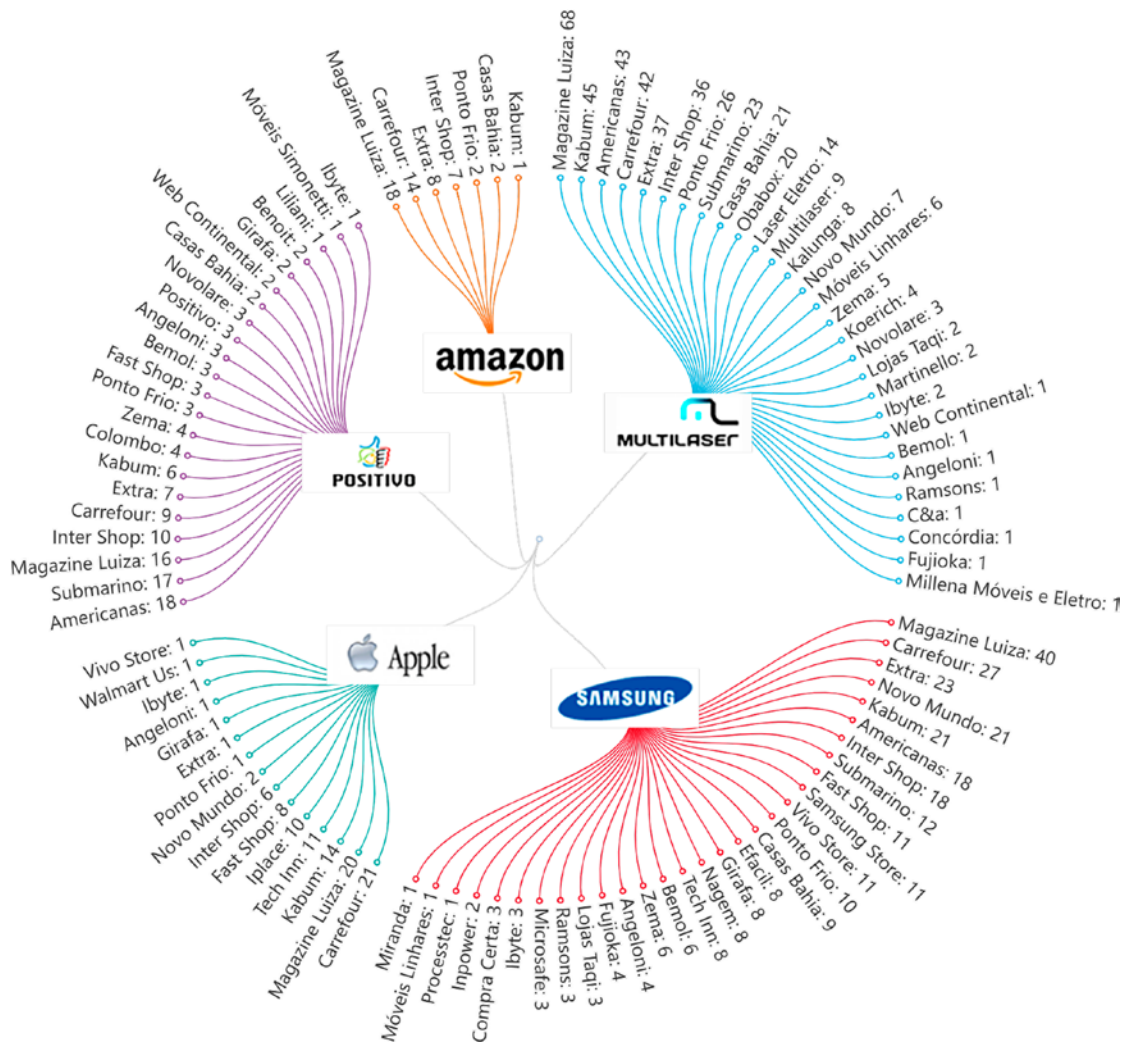 amazon
Magazine Luiza: 18
Carrefour: 14
Extra: 8
Inter Shop: 7
Ponto Frio: 2
Casas Bahia: 2
Kabum: 1
MULTILASER
Magazine Luiza: 68
Kabum: 45
Americanas: 43
Carrefour: 42
Extra: 37
Inter Shop: 36
Ponto Frio: 26
Submarino: 23
Casas Bahia: 21
Obabox: 20
Laser Eletro: 14
Multilaser: 9
Kalunga: 8
Novo Mundo: 7
Móveis Linhares: 6
Zema: 5
Koerich: 4
Novolare: 3
Lojas Taqi: 2
Martinello: 2
Ibyte: 2
Web Continental: 1
Bemol: 1
Angeloni: 1
Ramsons: 1
C&a: 1
Concórdia: 1
Fujioka: 1
Millena Móveis e Eletro: 1
SAMSUNG
Magazine Luiza: 40
Carrefour: 27
Extra: 23
Novo Mundo: 21
Kabum: 21
Americanas: 18
Inter Shop: 18
Submarino: 12
Fast Shop: 11
Samsung Store: 11
Vivo Store: 11
Ponto Frio: 10
Casas Bahia: 9
Efacil: 8
Girafa: 8
Nagem: 8
Tech Inn: 8
Bemol: 6
Zema: 6
Angeloni: 4
Fujioka: 4
Lojas Taqi: 3
Ramsons: 3
Microsafe: 3
Ibyte: 3
Compra Certa: 3
Inpower: 2
Processtec: 1
Móveis Linhares: 1
Miranda: 1
Apple
Carrefour: 21
Magazine Luiza: 20
Kabum: 14
Tech Inn: 11
Iplace: 10
Fast Shop: 8
Inter Shop: 6
Novo Mundo: 2
Ponto Frio: 1
Extra: 1
Girafa: 1
Angeloni: 1
Ibyte: 1
Walmart Us: 1
Vivo Store: 1
POSITIVO
Americanas: 18
Submarino: 17
Magazine Luiza: 16
Inter Shop: 10
Carrefour: 9
Extra: 7
Kabum: 6
Colombo: 4
Zema: 4
Ponto Frio: 3
Fast Shop: 3
Bemol: 3
Angeloni: 3
Positivo: 3
Novolare: 3
Casas Bahia: 2
Web Continental: 2
Girafa: 2
Benoit: 2
Liliani: 1
Móveis Simonetti: 1
Ibyte: 1